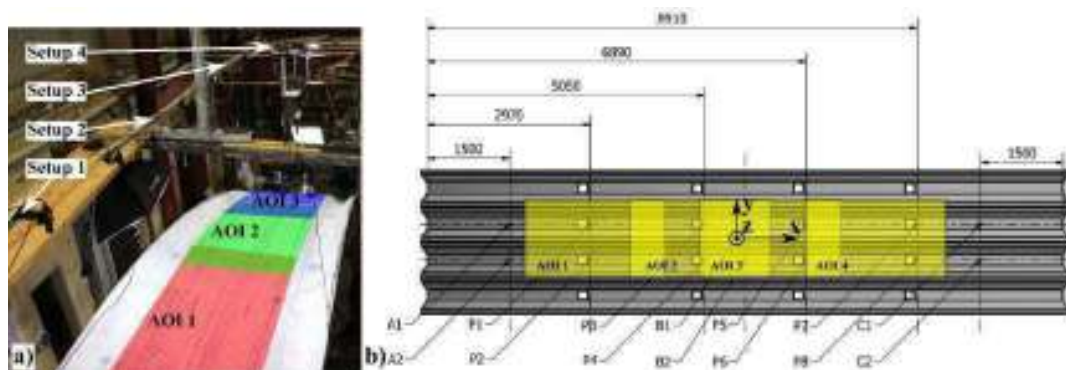 Setup 4
Setup 3
Setup 2
Setup 1
AOI 3
AOI 2
AOI 1
a)
6890
5050
2975
1500
1500
y
z
x
AOI 1
AOI 2
AOI 3
AOI 4
A1
P1
P3
B1
P5
P7
C1
b)
A2
P2
P4
B2
P6
P8
C2